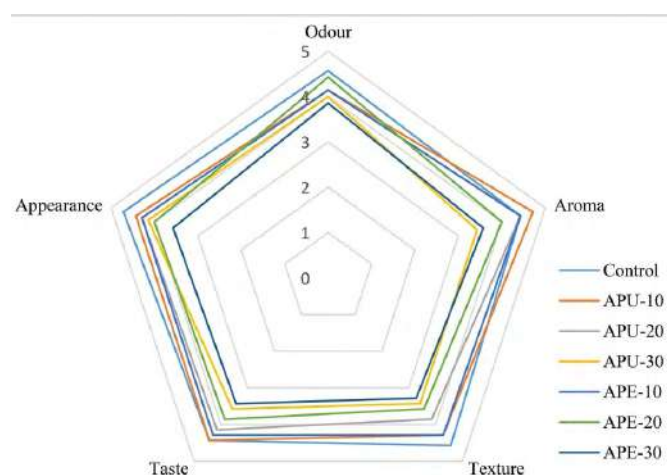 Odour
5
4
3
2
1
0
Appearance
Aroma
Taste
Texture
Control
APU-10
APU-20
APU-30
APE-10
APE-20
APE-30